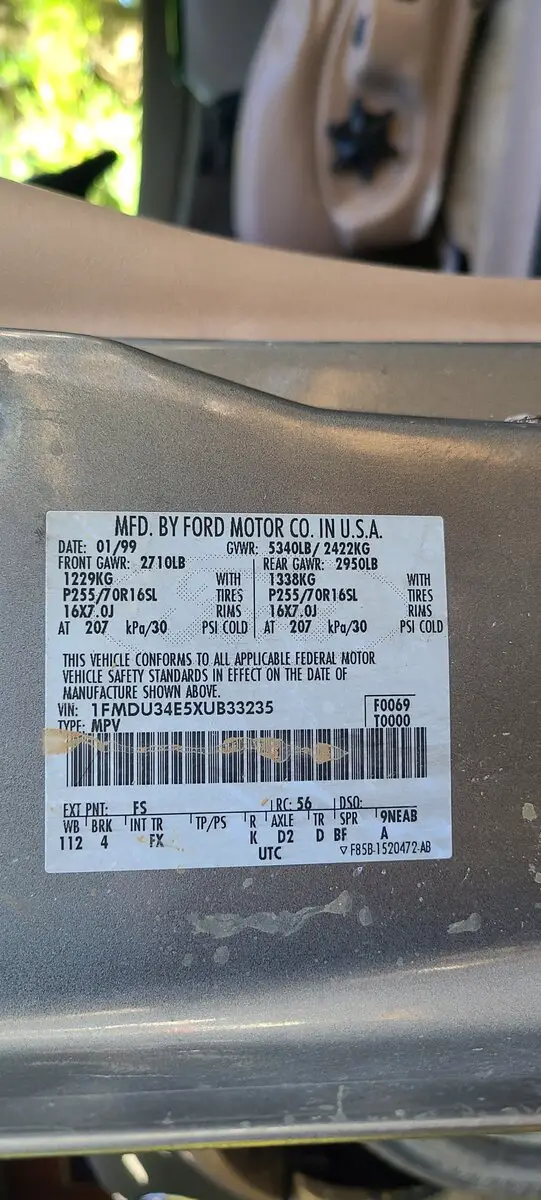 MFD. BY FORD MOTOR CO. IN U.S.A.
DATE: 01/99 GVWR: 5340LB/ 2422KG
FRONT GAWR: 2710LB REAR GAWR: 2950LB
1229KG WITH 1338KG WITH
P255/70R16SL TIRES P255/70R16SL TIRES
16X7.0J RIMS 16X7.0J RIMS
AT 207 kPa/30 PSI COLD AT 207 kPa/30 PSI COLD
THIS VEHICLE CONFORMS TO ALL APPLICABLE FEDERAL MOTOR
VEHICLE SAFETY STANDARDS IN EFFECT ON THE DATE OF
MANUFACTURE SHOWN ABOVE.
VIN: 1FMDU34E5XUB33235 F0069
TYPE: MPV T0000
EXT PNT: FS RC: 56 DSO:
WB BRK INT TR TP/PS R AXLE TR SPR 9NEAB
112 4 FX K D2 D BF A
UTC ▽ F85B-1520472-AB